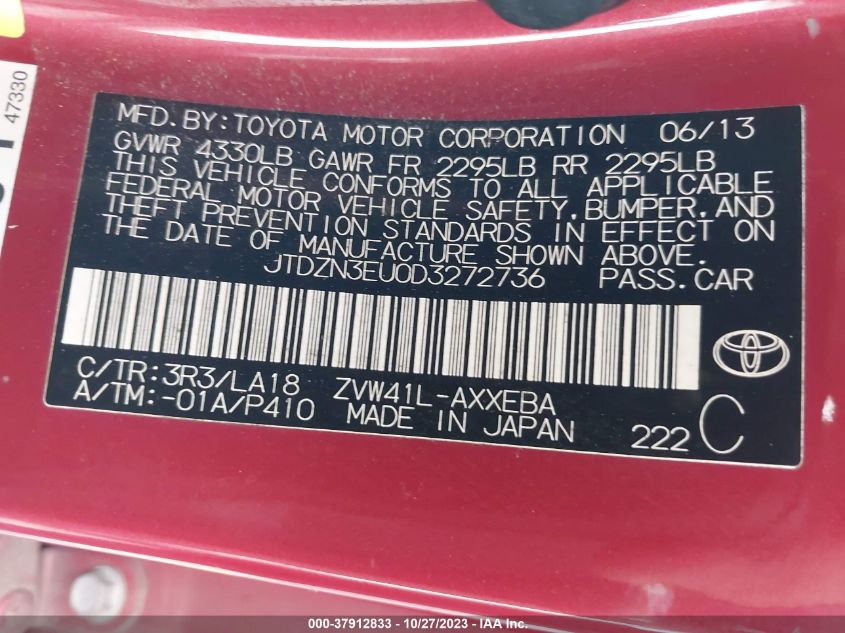 47330
MFD.BY:TOYOTA MOTOR CORPORATION 06/13
GVWR 4330LB GAWR FR 2295LB RR 2295LB
THIS VEHICLE CONFORMS TO ALL APPLICABLE
FEDERAL MOTOR VEHICLE SAFETY,BUMPER,AND
THEFT PREVENTION STANDARDS IN EFFECT ON
THE DATE OF MANUFACTURE SHOWN ABOVE.
JTDZN3EU0D3272736 PASS.CAR
C/TR:3R3/LA18 ZVW41L-AXXEBA
A/TM:-01A/P410 MADE IN JAPAN 222 C
000-37912833 - 10/27/2023 - IAAI.com